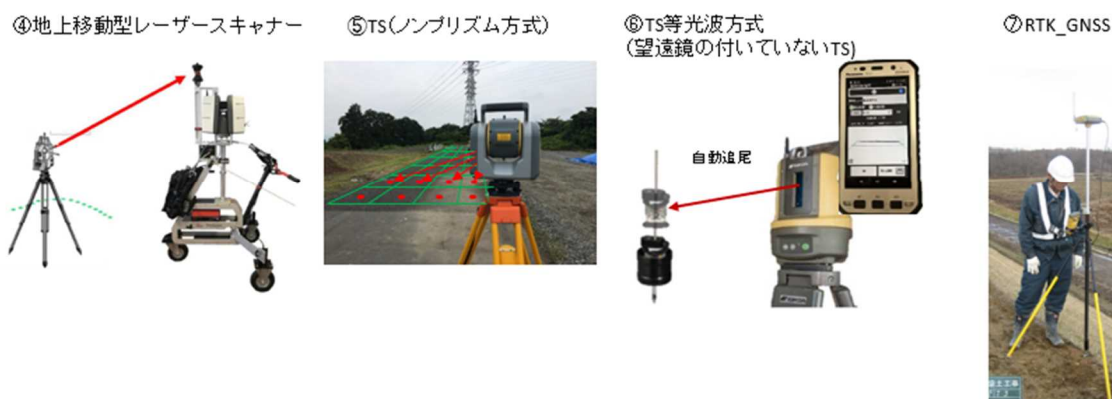 ④地上移動型レーザースキャナー
⑤TS(ノンプリズム方式)
⑥TS等光波方式
(望遠鏡の付いていないTS)
⑦RTK_GNSS
自動追尾